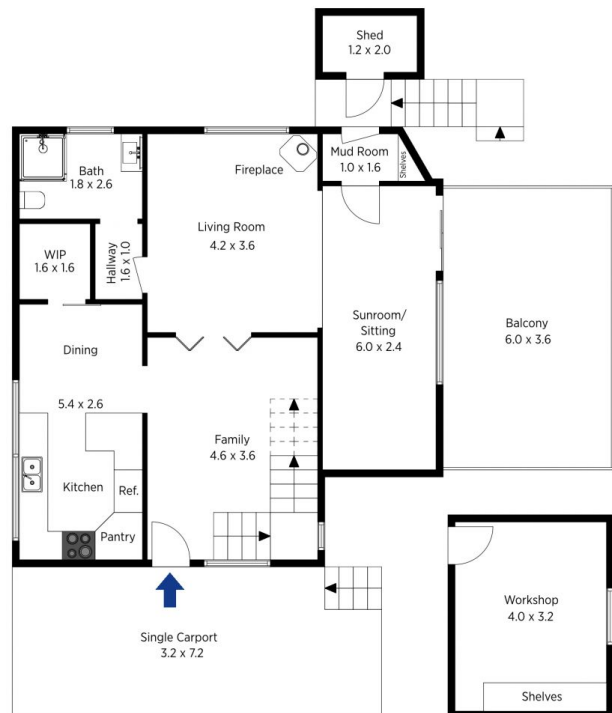 Shed
1.2 x 2.0
Mud Room
1.0 x 1.6
Shelves
Bath
1.8 x 2.6
Fireplace
Living Room
4.2 x 3.6
WIP
1.6 x 1.6
Hallway
1.6 x 1.0
Sunroom/
Sitting
6.0 x 2.4
Balcony
6.0 x 3.6
Dining
5.4 x 2.6
Family
4.6 x 3.6
Kitchen
Ref.
Pantry
Single Carport
3.2 x 7.2
Workshop
4.0 x 3.2
Shelves